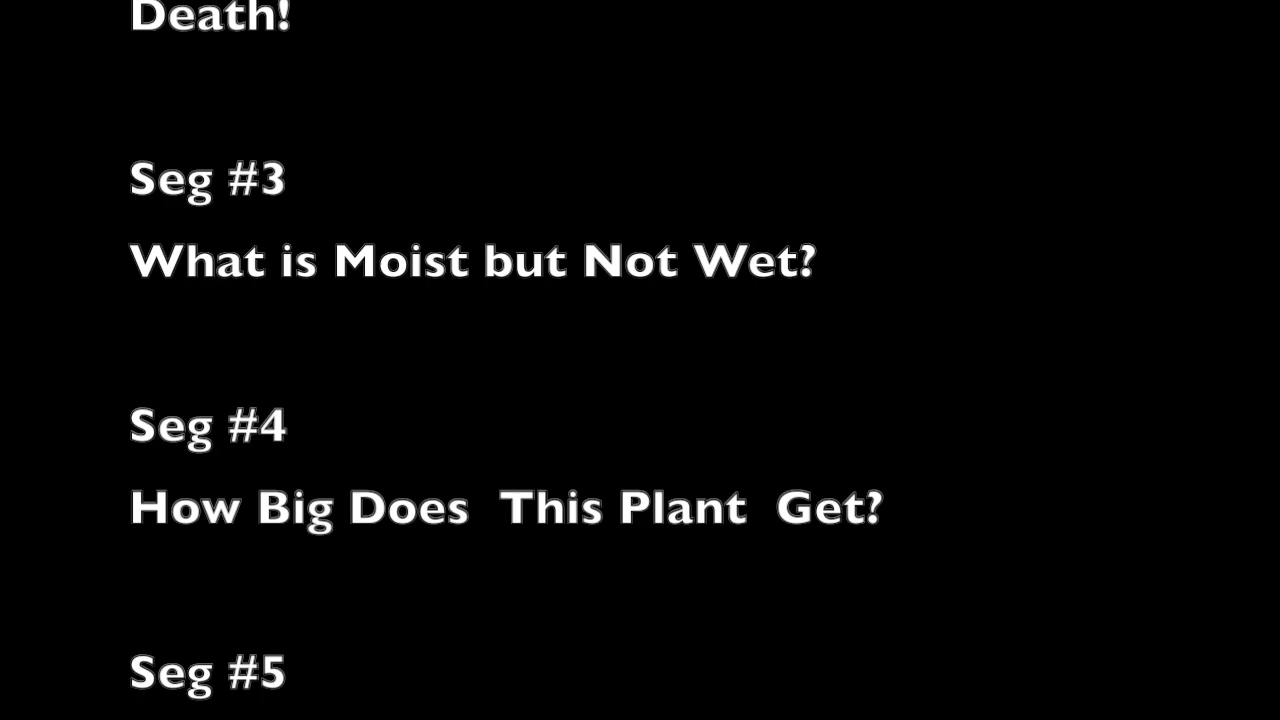 Death!
Seg #3
What is Moist but Not Wet?
Seg #4
How Big Does  This Plant  Get?
Seg #5